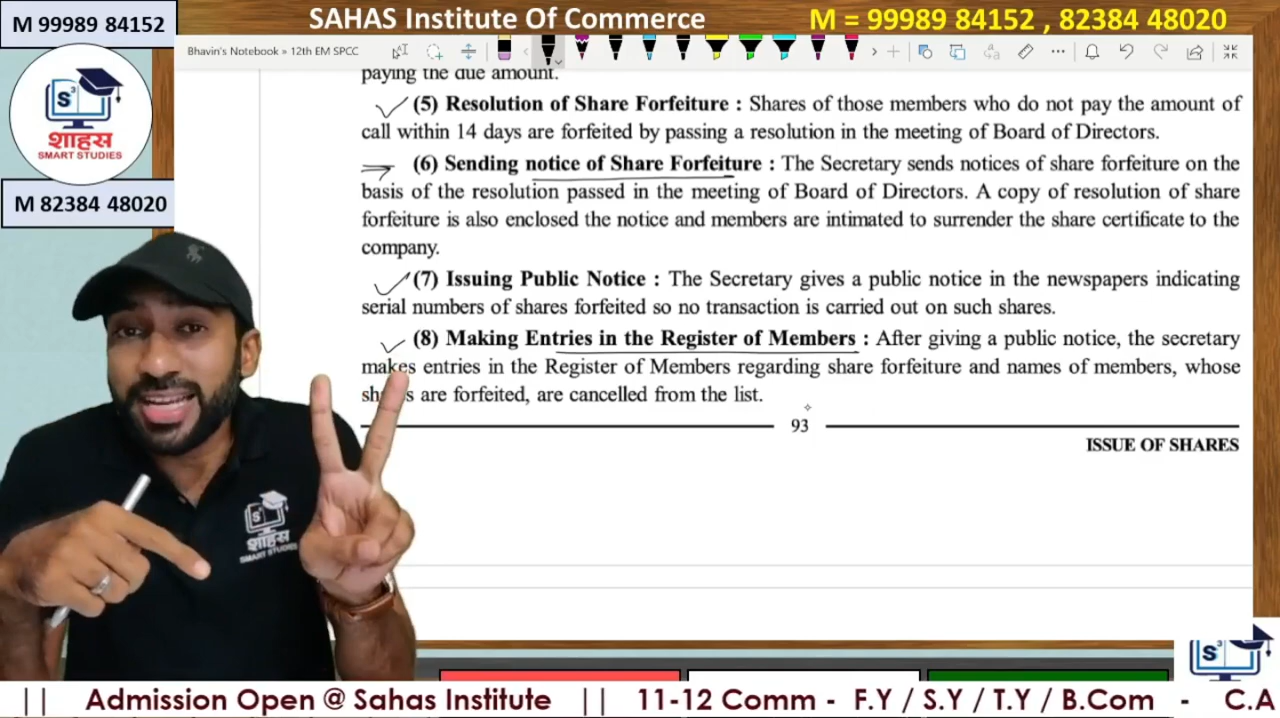 M 99989 84152
SAHAS Institute Of Commerce
M = 99989 84152 , 82384 48020
Bhavin's Notebook » 12th EM SPCC
S³
शाहस
SMART STUDIES
M 82384 48020
paying the due amount.
(5) Resolution of Share Forfeiture : Shares of those members who do not pay the amount of
call within 14 days are forfeited by passing a resolution in the meeting of Board of Directors.
(6) Sending notice of Share Forfeiture : The Secretary sends notices of share forfeiture on the
basis of the resolution passed in the meeting of Board of Directors. A copy of resolution of share
forfeiture is also enclosed the notice and members are intimated to surrender the share certificate to the
company.
(7) Issuing Public Notice : The Secretary gives a public notice in the newspapers indicating
serial numbers of shares forfeited so no transaction is carried out on such shares.
(8) Making Entries in the Register of Members : After giving a public notice, the secretary
makes entries in the Register of Members regarding share forfeiture and names of members, whose
are forfeited, are cancelled from the list.
93
ISSUE OF SHARES
S³
शाहस
SMART STUDIES
S³
|| Admission Open @ Sahas Institute || 11-12 Comm - F.Y / S.Y / T.Y / B.Com - C.A